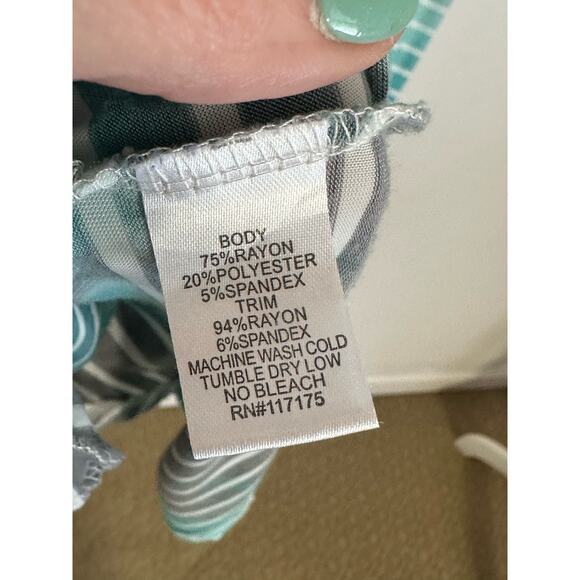 BODY
75%RAYON
20%POLYESTER
5%SPANDEX
TRIM
94%RAYON
6%SPANDEX
MACHINE WASH COLD
TUMBLE DRY LOW
NO BLEACH
RN#117175